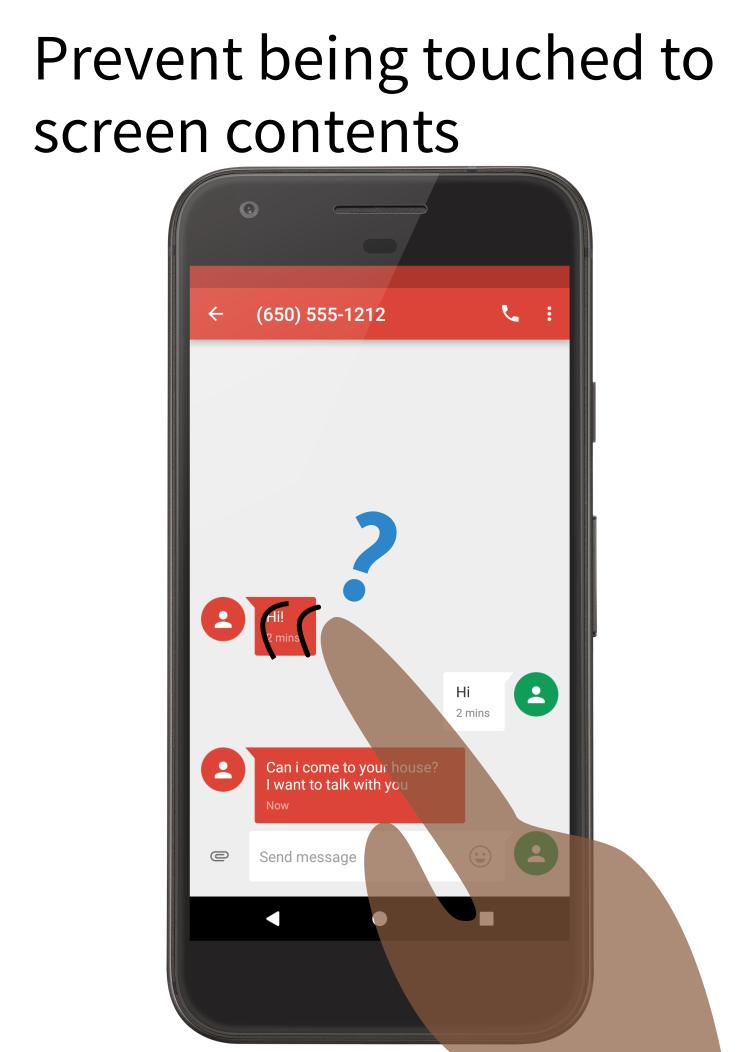 Prevent being touched to
screen contents
(650) 555-1212
?
Hi!
2 mins
Hi
2 mins
Can i come to your house?
I want to talk with you
Now
Send message